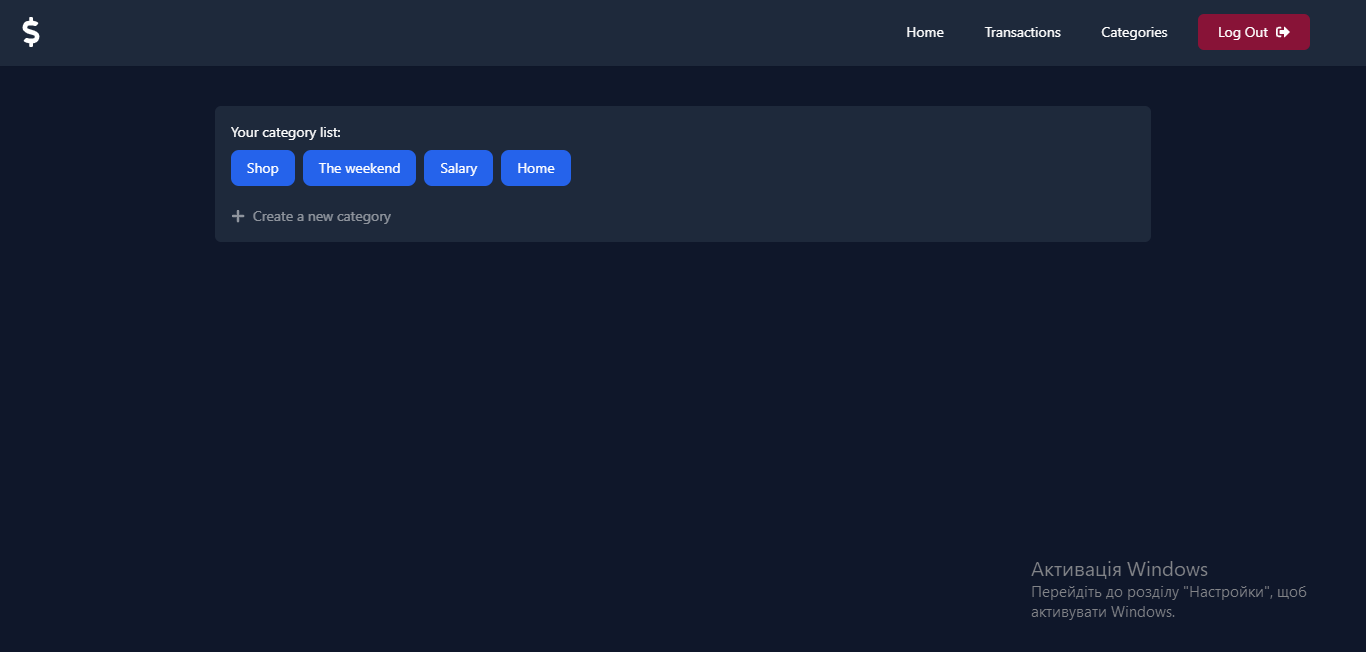 $ Home Transactions Categories Log Out
Your category list:
Shop The weekend Salary Home
Create a new category
Активація Windows
Перейдіть до розділу "Настройки", щоб
активувати Windows.